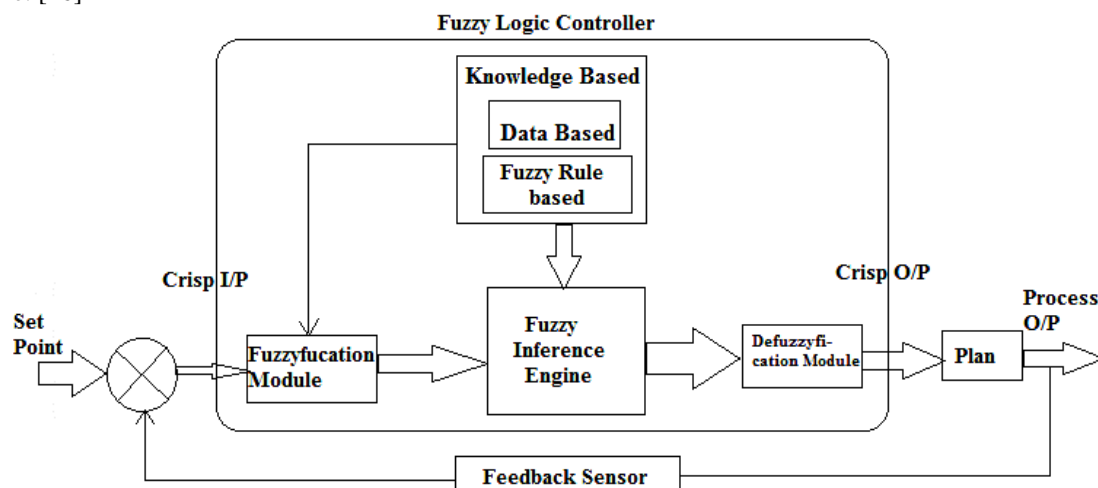 Fuzzy Logic Controller
Knowledge Based
Data Based
Fuzzy Rule
based
Crisp I/P
Crisp O/P
Set
Point
Fuzzyfucation
Module
Fuzzy
Inference
Engine
Defuzzyfi-
cation Module
Plan
Process
O/P
Feedback Sensor